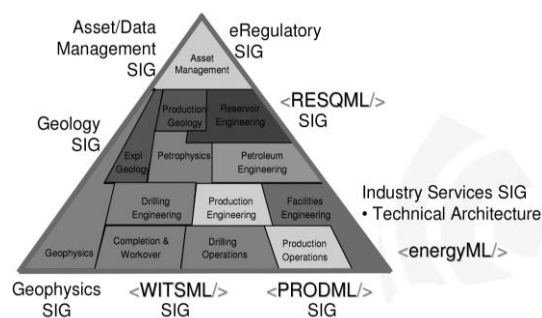 Asset/Data
Management
SIG
eRegulatory
SIG
Asset
Management
<RESQML/>
SIG
Production
Geology
Reservoir
Engineering
Geology
SIG
Expl
Geology
Petrophysics
Petroleum
Engineering
Drilling
Engineering
Production
Engineering
Facilities
Engineering
Industry Services SIG
• Technical Architecture
<energyML/>
Geophysics
Completion &
Workover
Drilling
Operations
Production
Operations
Geophysics
SIG
<WITSML/>
SIG
<PRODML/>
SIG